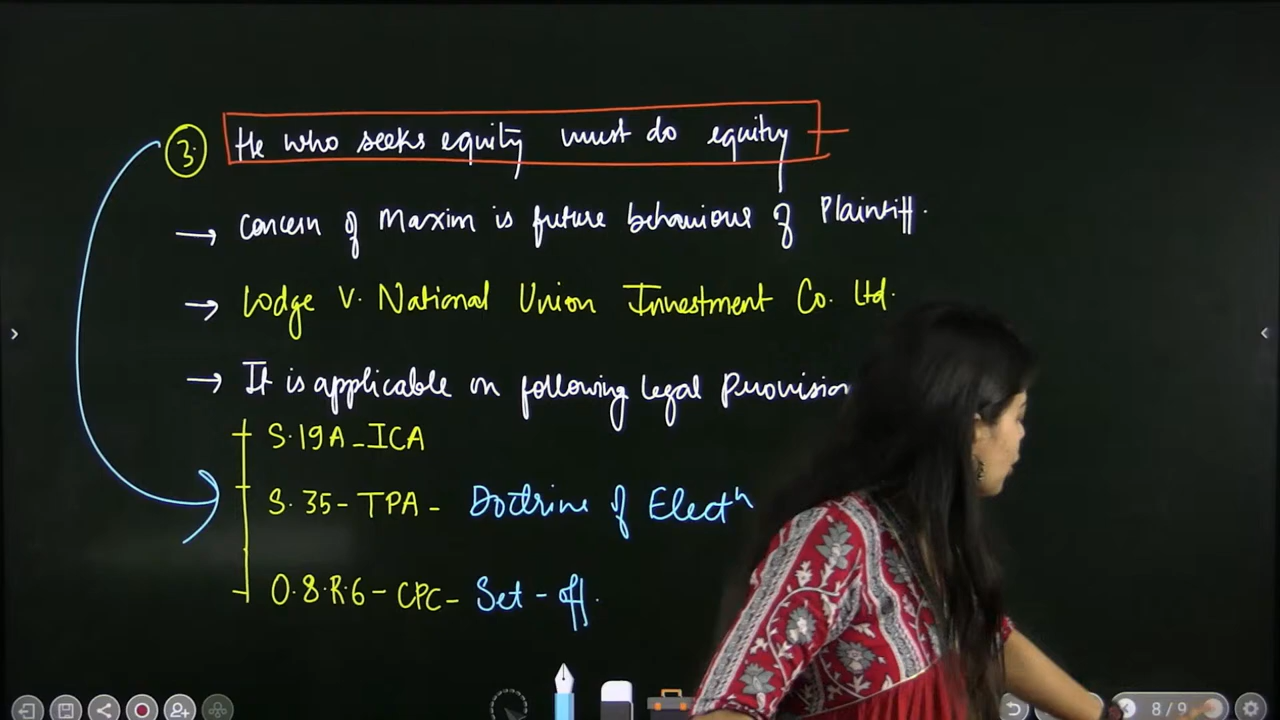 3. He who seeks equity must do equity
→ Concern of Maxim is future behaviour of Plaintiff.
→ Lodge V. National Union Investment Co. Ltd.
→ It is applicable on following legal Provision
S.19A-ICA
S.35-TPA- Doctrine of Electn
O.8.R.6-CPC- Set-off.
8/9